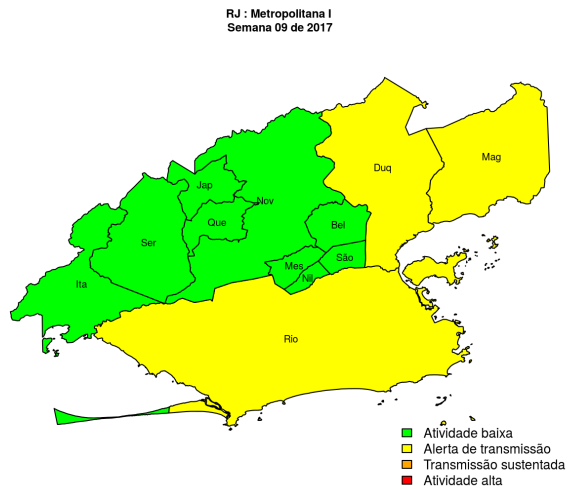 RJ : Metropolitana I
Semana 09 de 2017
Duq
Mag
Jap
Nov
Que
Bel
Ser
São
Mes
Nil
Ita
Rio
Atividade baixa
Alerta de transmissão
Transmissão sustentada
Atividade alta